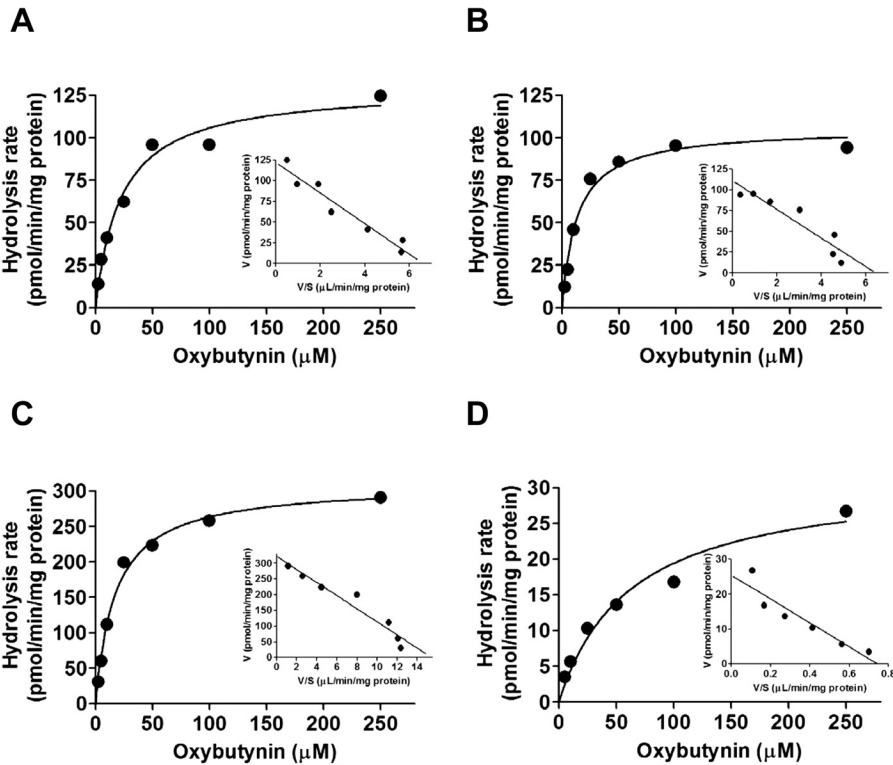 A
Hydrolysis rate
(pmol/min/mg protein)
125
100
75
50
25
0
0 50 100 150 200 250
Oxybutynin (μM)
V (pmol/min/mg protein)
125
100
75
50
25
0
0 2 4 6
V/S (μL/min/mg protein)
B
Hydrolysis rate
(pmol/min/mg protein)
125
100
75
50
25
0
0 50 100 150 200 250
Oxybutynin (μM)
V (pmol/min/mg protein)
125
100
75
50
25
0
0 2 4 6
V/S (μL/min/mg protein)
C
Hydrolysis rate
(pmol/min/mg protein)
300
250
200
150
100
50
0
0 50 100 150 200 250
Oxybutynin (μM)
V (pmol/min/mg protein)
300
250
200
150
100
50
0
0 2 4 6 8 10 12 14
V/S (μL/min/mg protein)
D
Hydrolysis rate
(pmol/min/mg protein)
30
25
20
15
10
5
0
0 50 100 150 200 250
Oxybutynin (μM)
V (pmol/min/mg protein)
30
20
10
0
0.0 0.2 0.4 0.6 0.8
V/S (μL/min/mg protein)